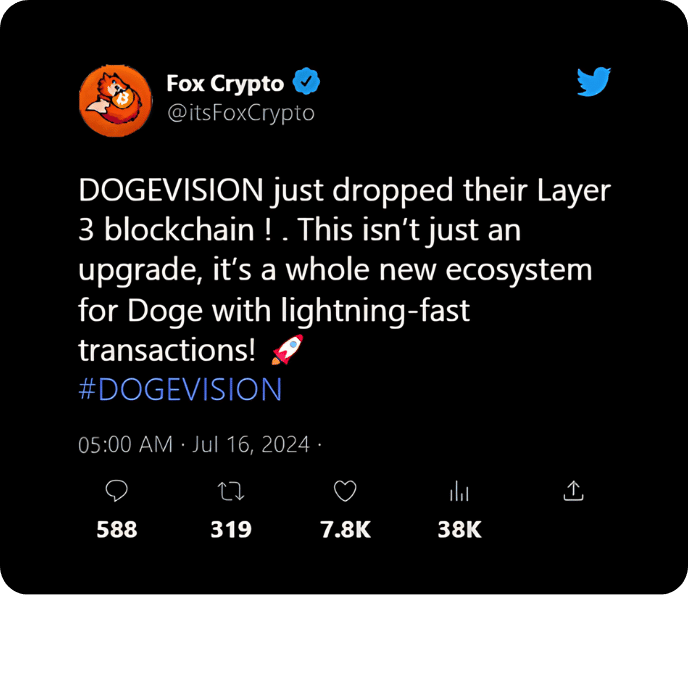 Fox Crypto
@itsFoxCrypto
DOGEVISION just dropped their Layer
3 blockchain ! . This isn’t just an
upgrade, it’s a whole new ecosystem
for Doge with lightning-fast
transactions! 🚀
#DOGEVISION
05:00 AM · Jul 16, 2024 ·
588 319 7.8K 38K